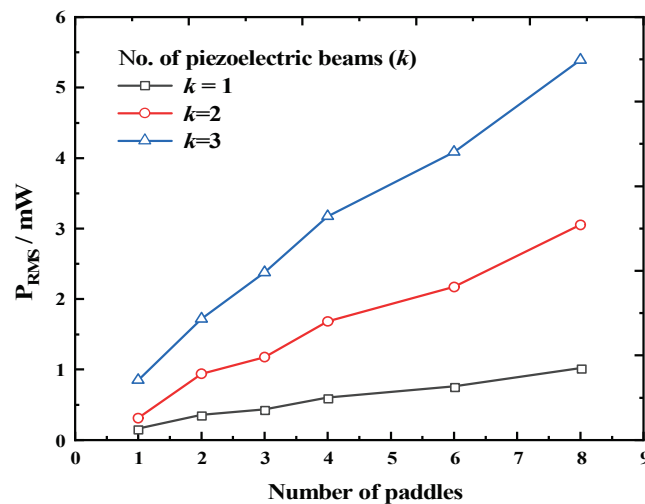 6
5
4
3
2
1
0
P_RMS / mW
No. of piezoelectric beams (k)
k = 1
k=2
k=3
0 1 2 3 4 5 6 7 8 9
Number of paddles